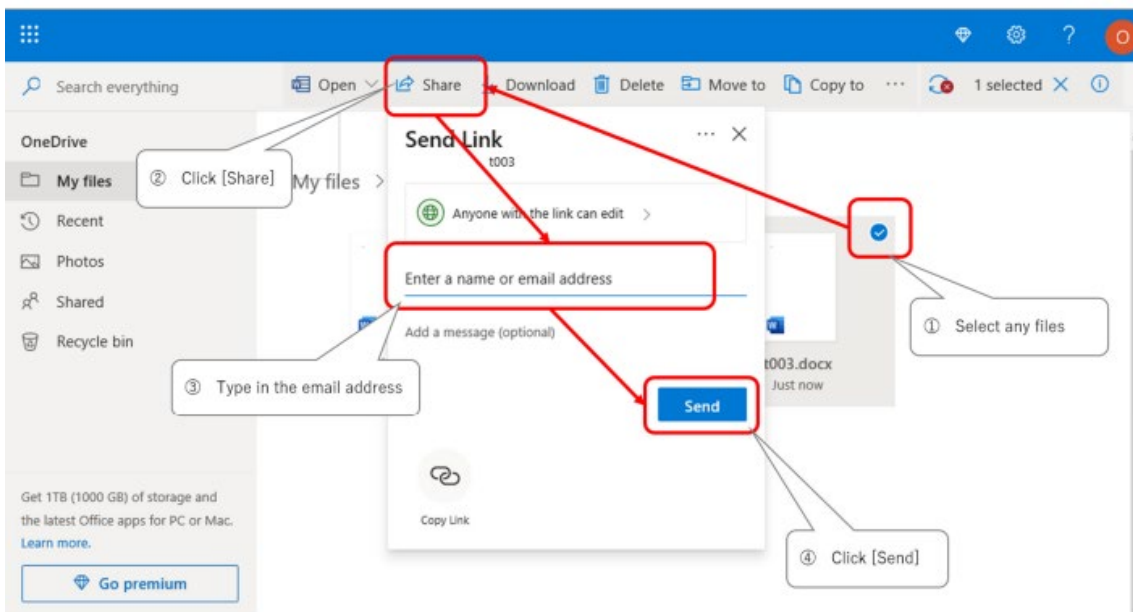 O
Search everything
Open
Share
Download
Delete
Move to
Copy to
...
1 selected
OneDrive
My files
Recent
Photos
Shared
Recycle bin
Get 1TB (1000 GB) of storage and
the latest Office apps for PC or Mac.
Learn more.
Go premium
② Click [Share]
My files >
Send Link
t003
Anyone with the link can edit >
Enter a name or email address
Add a message (optional)
③ Type in the email address
Send
Copy Link
① Select any files
t003.docx
Just now
④ Click [Send]